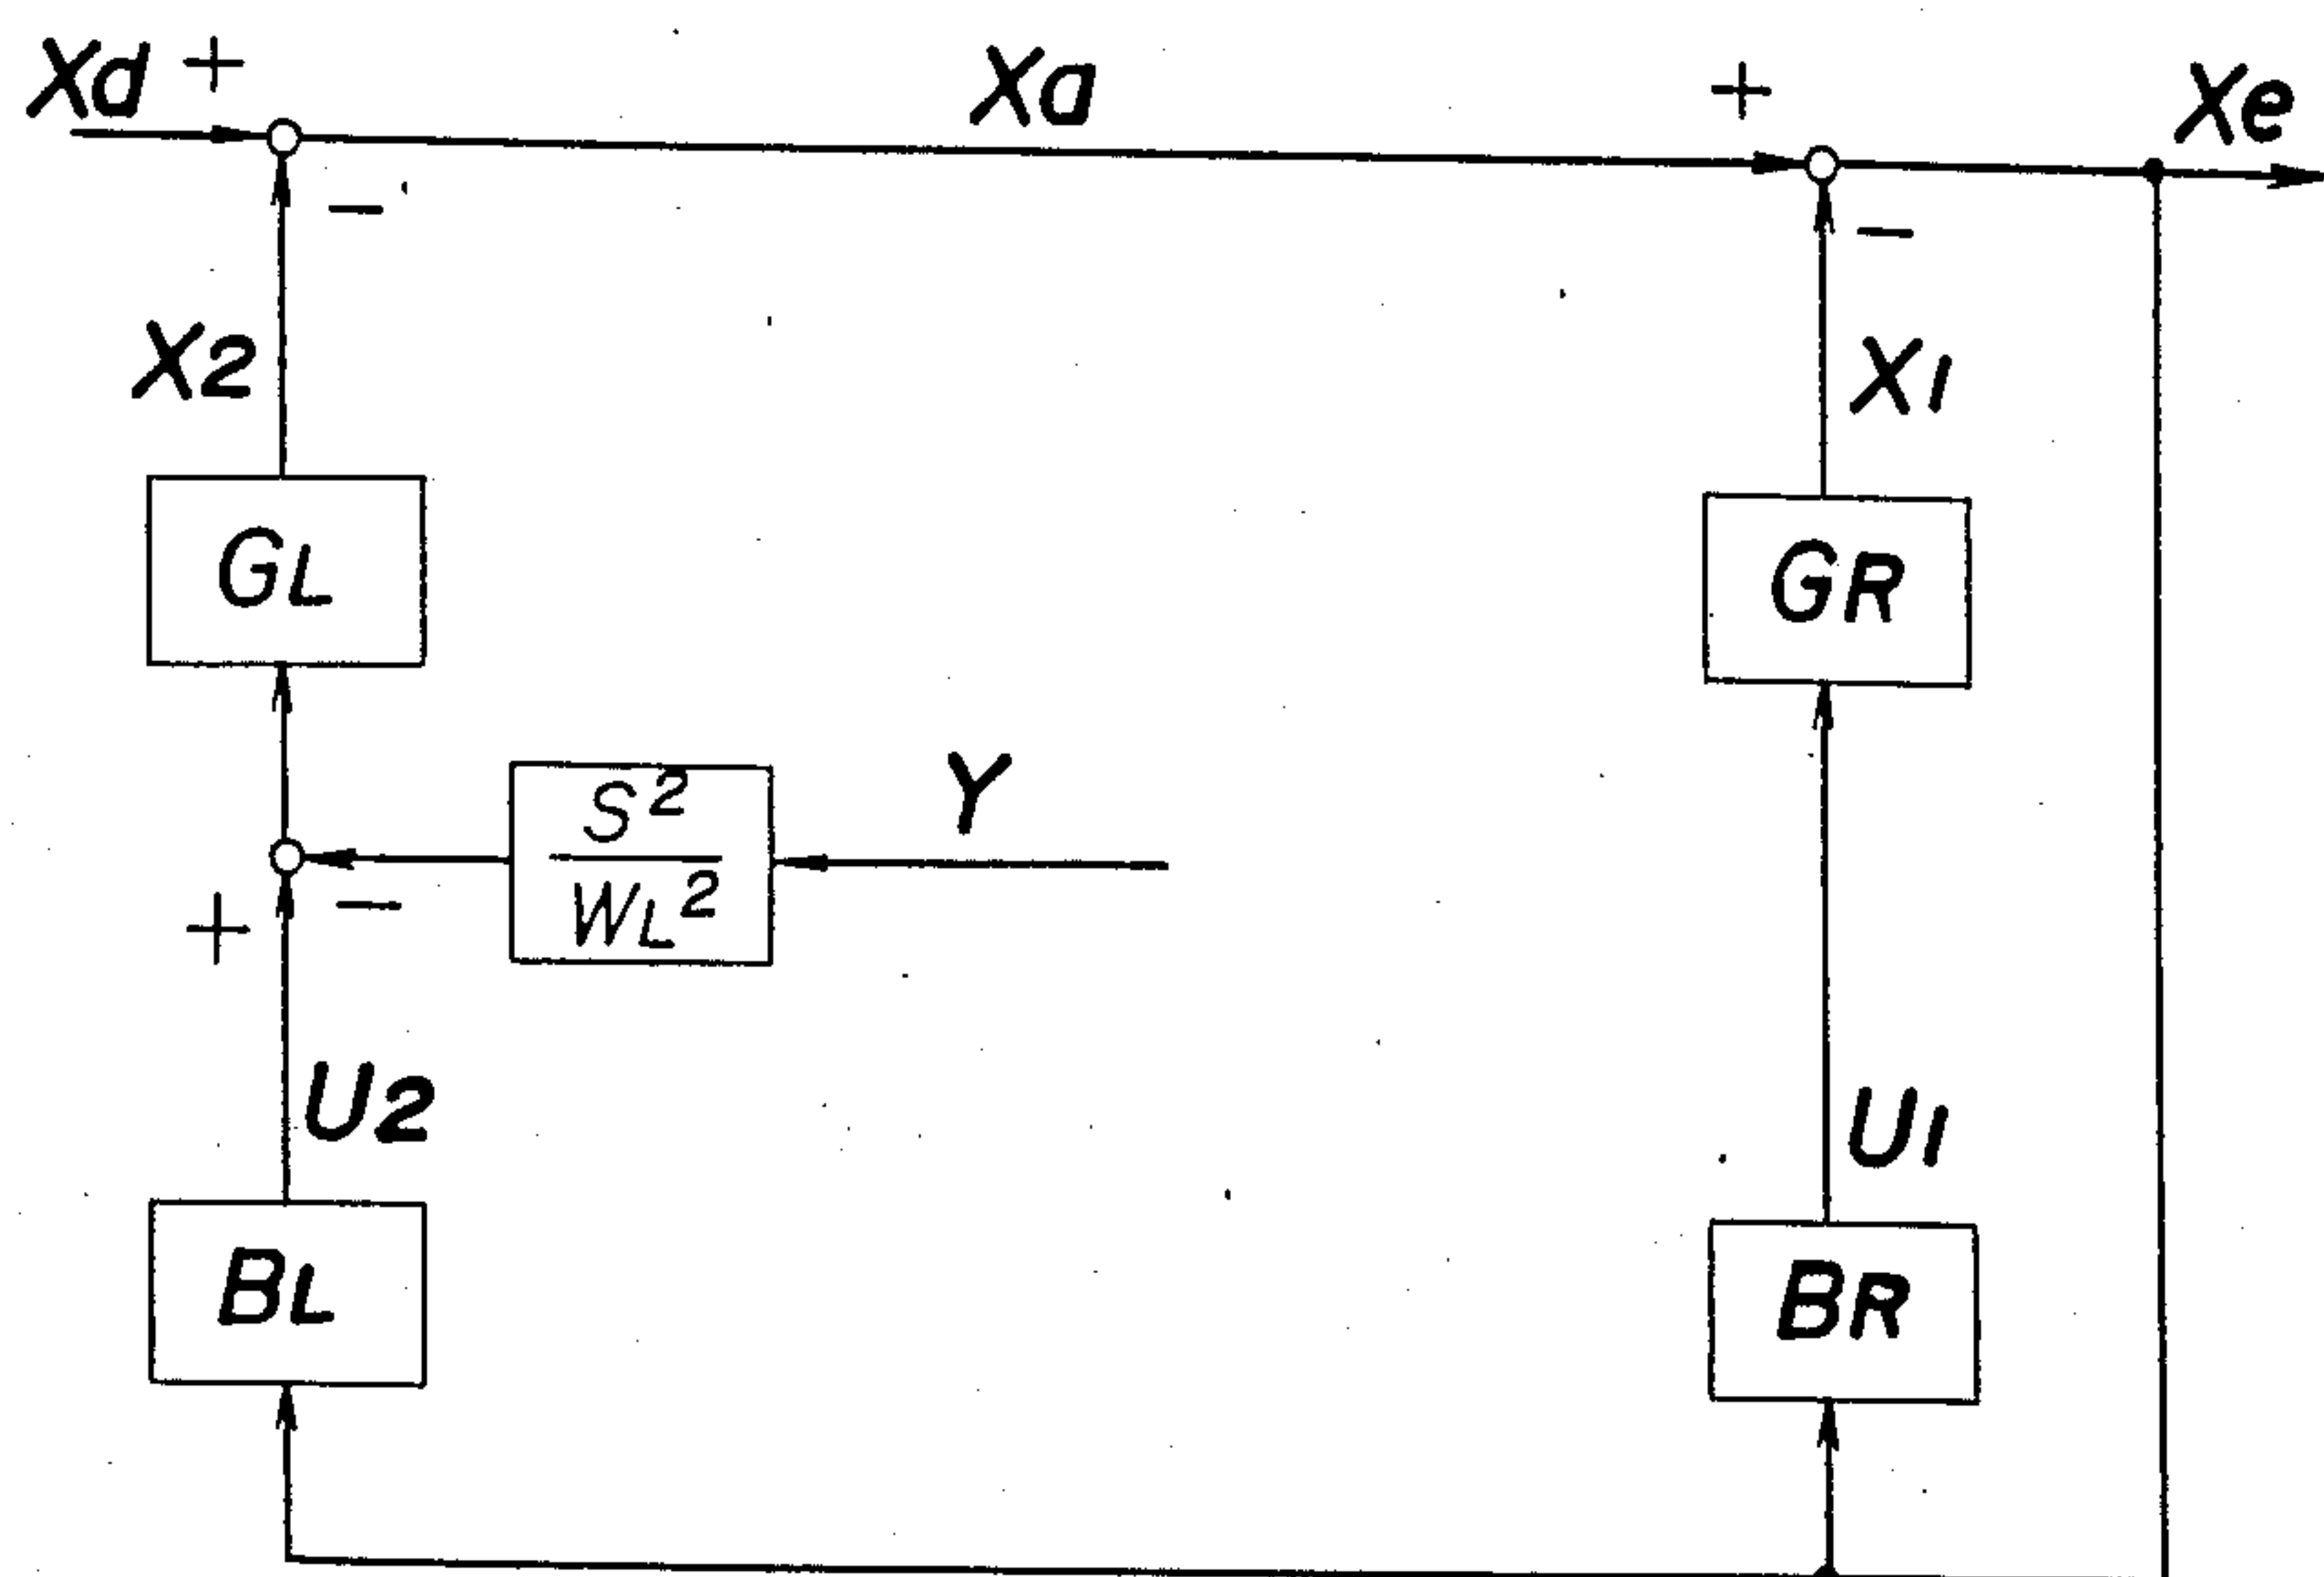 Xd + Xa + Xe
− −
X2 X1
GL GR
S²
WL² Y
+ −
U2 U1
BL BR